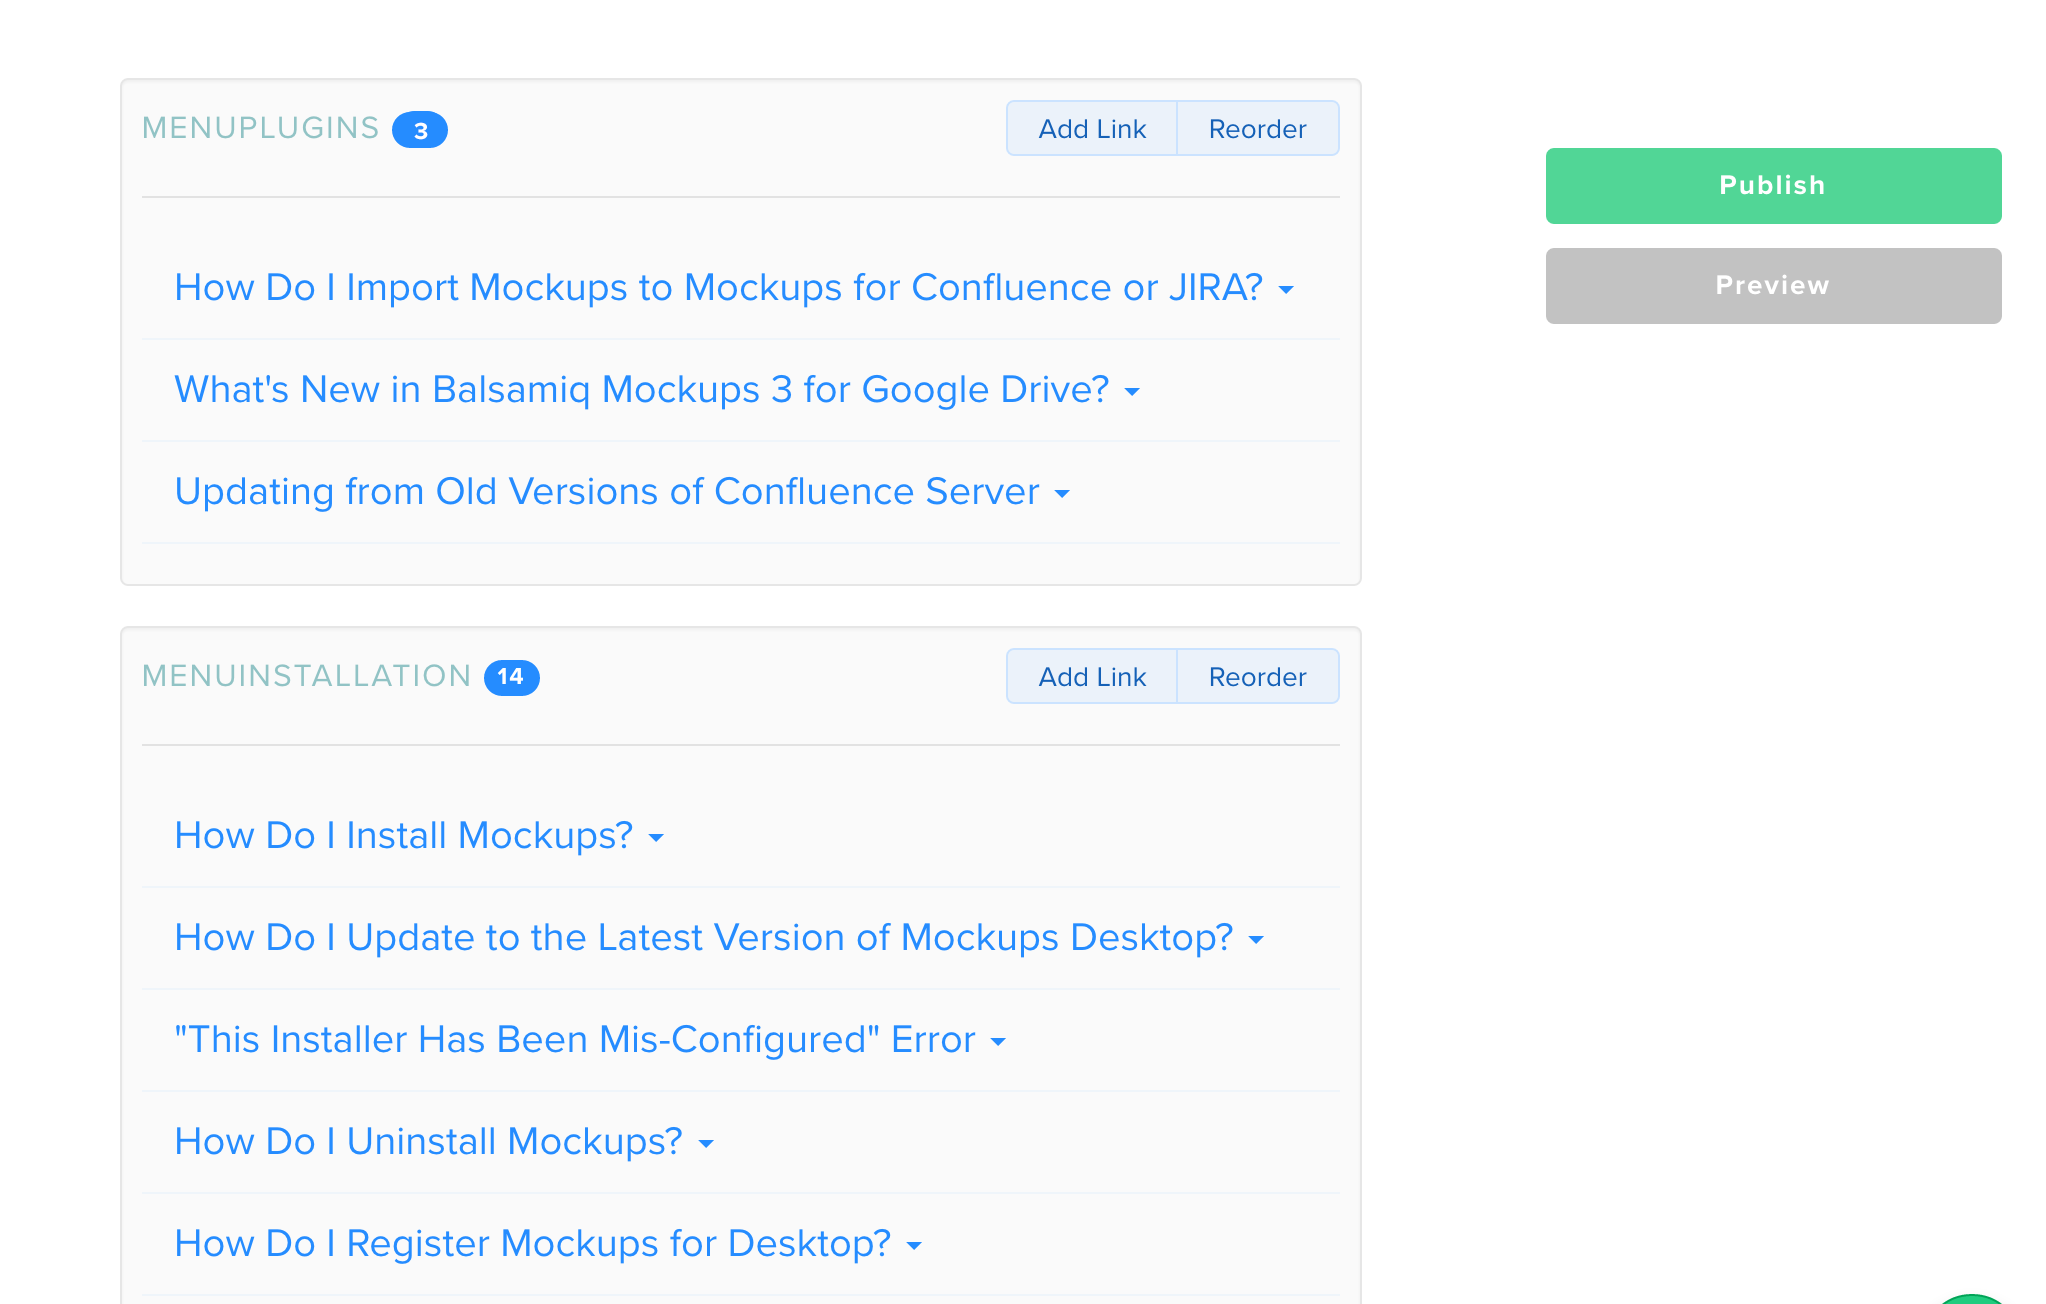 MENUPLUGINS 3
Add Link
Reorder
How Do I Import Mockups to Mockups for Confluence or JIRA?
What's New in Balsamiq Mockups 3 for Google Drive?
Updating from Old Versions of Confluence Server
Publish
Preview
MENUINSTALLATION 14
Add Link
Reorder
How Do I Install Mockups?
How Do I Update to the Latest Version of Mockups Desktop?
"This Installer Has Been Mis-Configured" Error
How Do I Uninstall Mockups?
How Do I Register Mockups for Desktop?